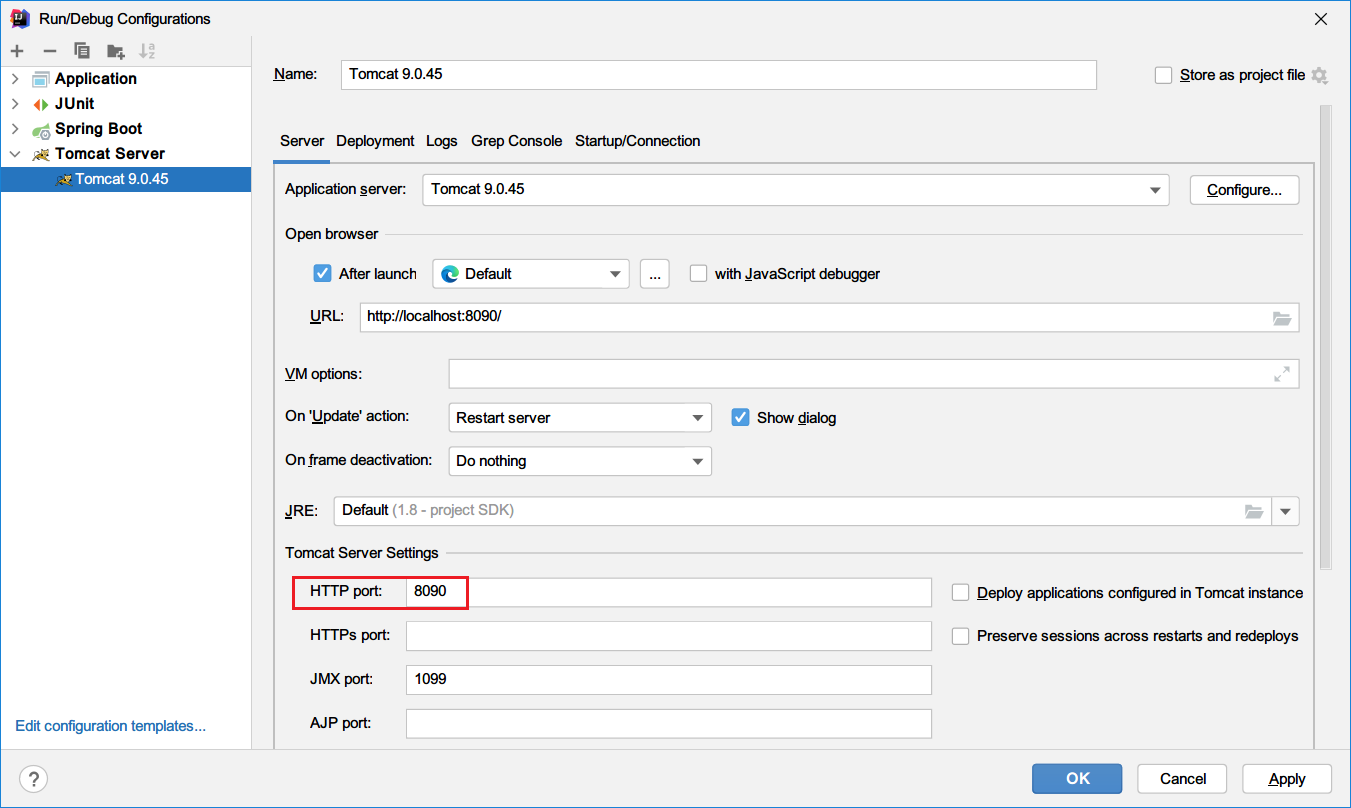 Run/Debug Configurations
Application
JUnit
Spring Boot
Tomcat Server
Tomcat 9.0.45
Edit configuration templates...
Name: Tomcat 9.0.45 Store as project file
Server Deployment Logs Grep Console Startup/Connection
Application server: Tomcat 9.0.45 Configure...
Open browser
After launch Default ... with JavaScript debugger
URL: http://localhost:8090/
VM options:
On 'Update' action: Restart server Show dialog
On frame deactivation: Do nothing
JRE: Default (1.8 - project SDK)
Tomcat Server Settings
HTTP port: 8090 Deploy applications configured in Tomcat instance
HTTPs port: Preserve sessions across restarts and redeploys
JMX port: 1099
AJP port:
? OK Cancel Apply